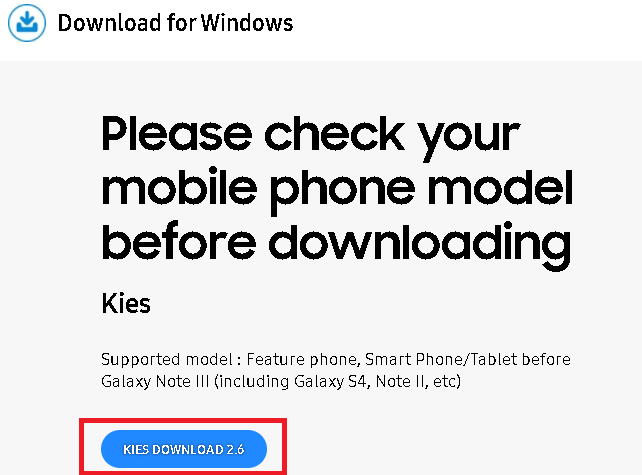 Download for Windows
Please check your
mobile phone model
before downloading
Kies
Supported model : Feature phone, Smart Phone/Tablet before
Galaxy Note III (including Galaxy S4, Note II, etc)
KIES DOWNLOAD 2.6